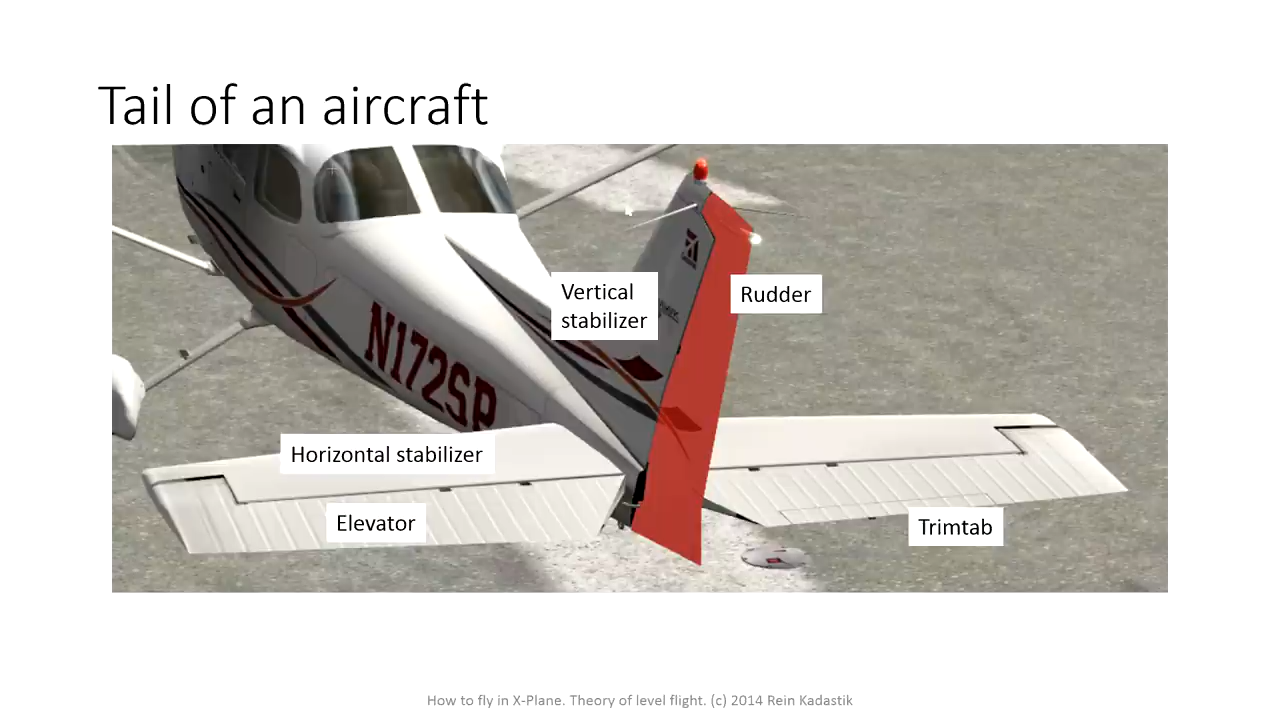 Tail of an aircraft
Vertical
stabilizer
Rudder
N172SP
Horizontal stabilizer
Elevator
Trimtab
How to fly in X-Plane. Theory of level flight. (c) 2014 Rein Kadastik